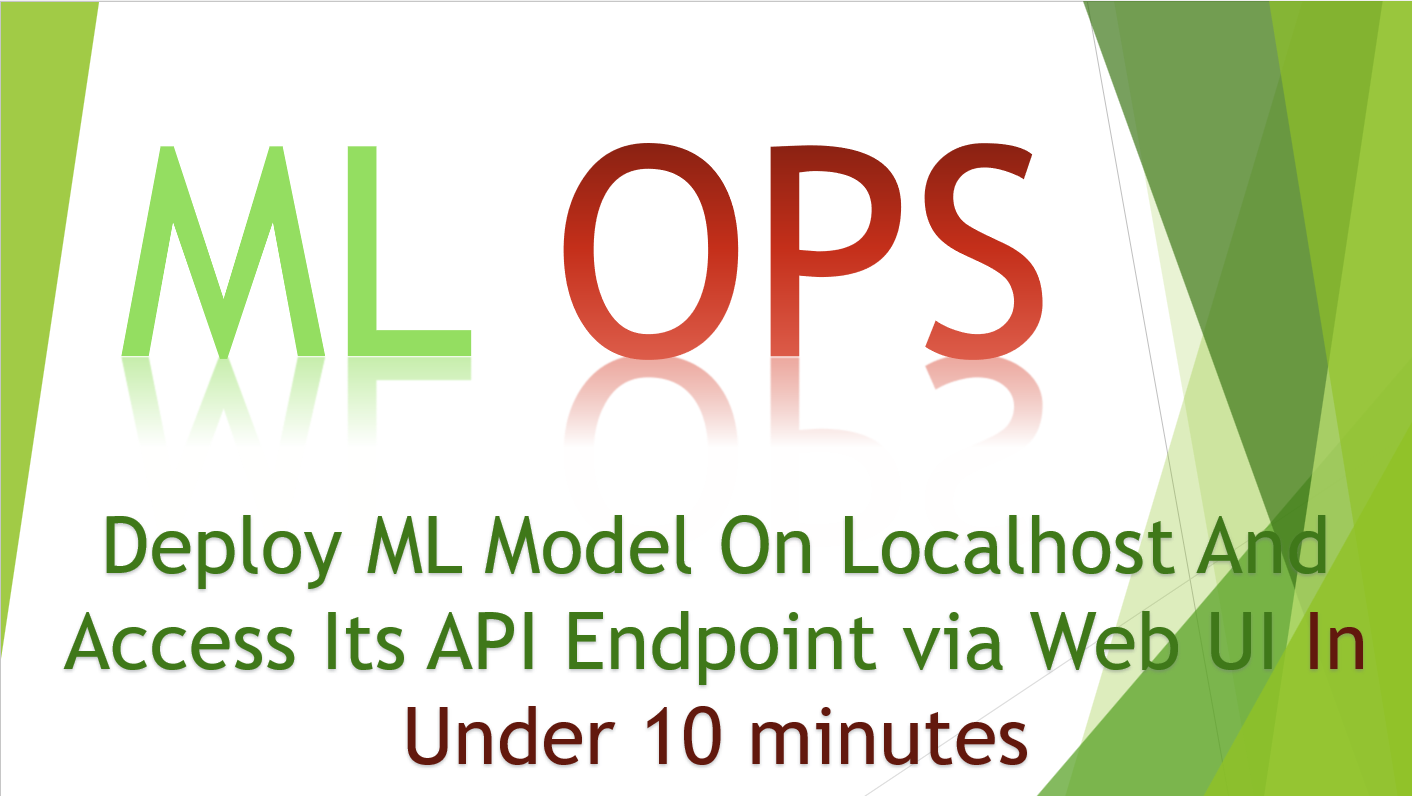 ML OPS
Deploy ML Model On Localhost And
Access Its API Endpoint via Web UI In
Under 10 minutes